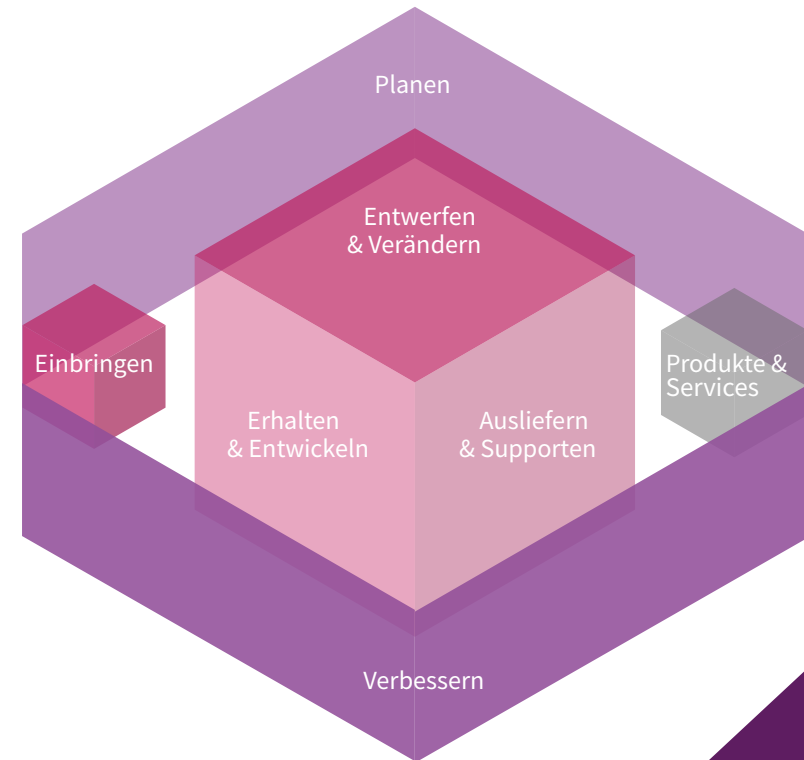 Planen
Entwerfen
& Verändern
Einbringen
Produkte &
Services
Erhalten
& Entwickeln
Ausliefern
& Supporten
Verbessern